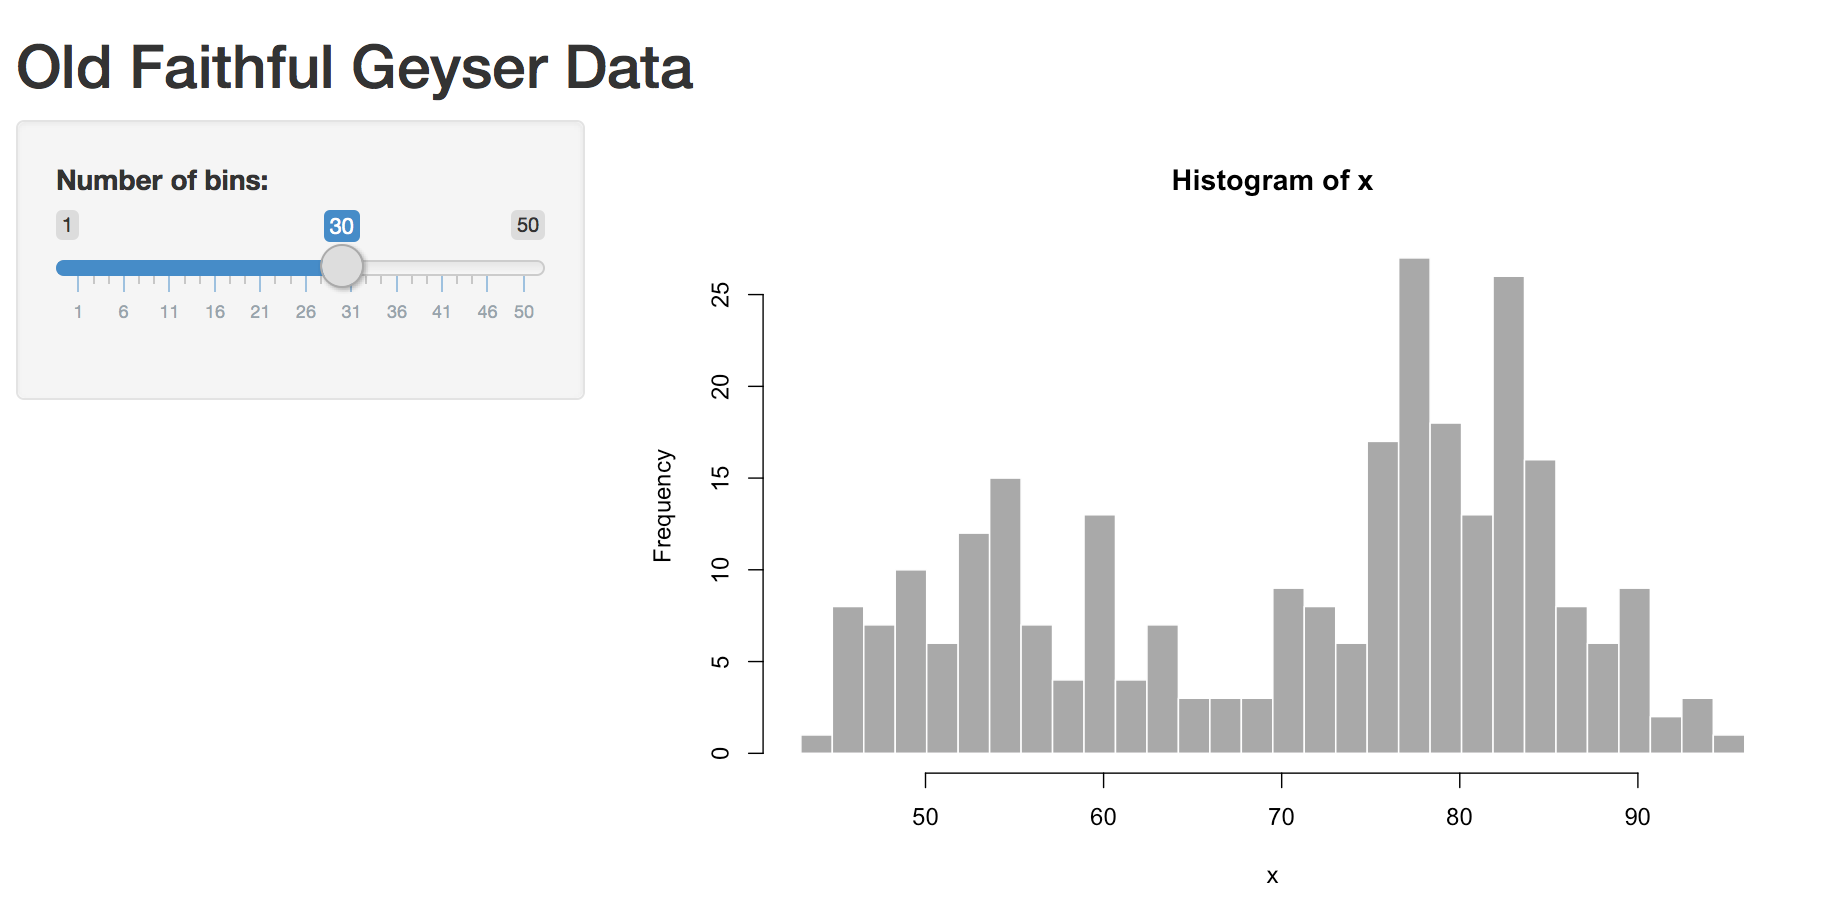 Old Faithful Geyser Data
Number of bins:
1 30 50
1 6 11 16 21 26 31 36 41 46 50
Histogram of x
Frequency
25
20
15
10
5
0
50 60 70 80 90
x